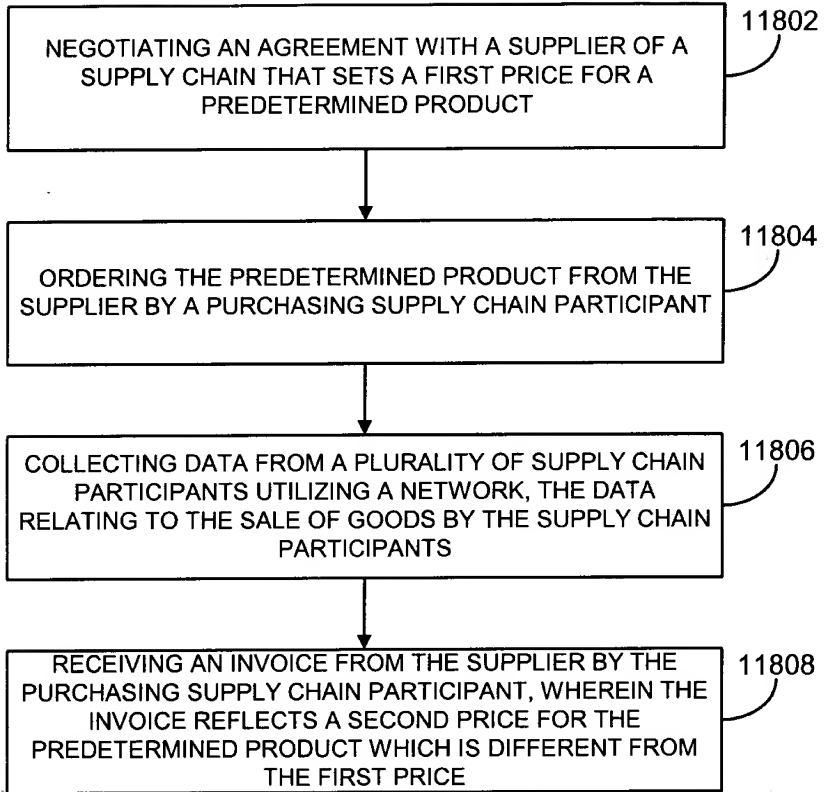 11802
NEGOTIATING AN AGREEMENT WITH A SUPPLIER OF A
SUPPLY CHAIN THAT SETS A FIRST PRICE FOR A
PREDETERMINED PRODUCT
11804
ORDERING THE PREDETERMINED PRODUCT FROM THE
SUPPLIER BY A PURCHASING SUPPLY CHAIN PARTICIPANT
11806
COLLECTING DATA FROM A PLURALITY OF SUPPLY CHAIN
PARTICIPANTS UTILIZING A NETWORK, THE DATA
RELATING TO THE SALE OF GOODS BY THE SUPPLY CHAIN
PARTICIPANTS
11808
RECEIVING AN INVOICE FROM THE SUPPLIER BY THE
PURCHASING SUPPLY CHAIN PARTICIPANT, WHEREIN THE
INVOICE REFLECTS A SECOND PRICE FOR THE
PREDETERMINED PRODUCT WHICH IS DIFFERENT FROM
THE FIRST PRICE